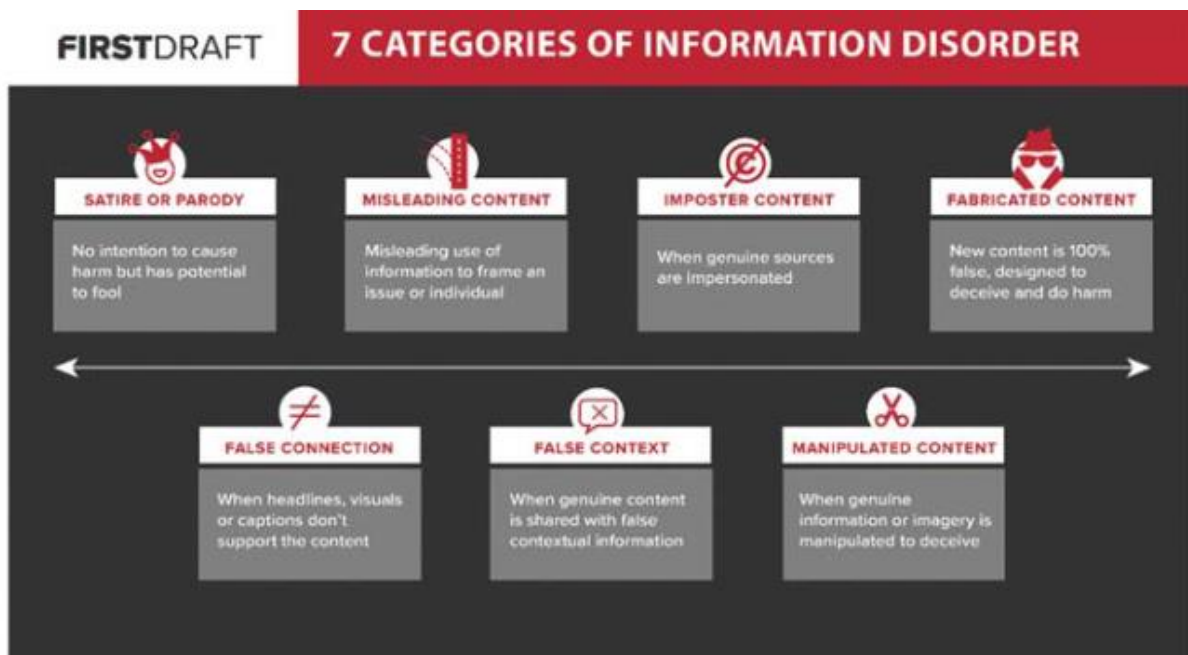 FIRSTDRAFT
7 CATEGORIES OF INFORMATION DISORDER
SATIRE OR PARODY
No intention to cause
harm but has potential
to fool
MISLEADING CONTENT
Misleading use of
information to frame an
issue or individual
IMPOSTER CONTENT
When genuine sources
are impersonated
FABRICATED CONTENT
New content is 100%
false, designed to
deceive and do harm
FALSE CONNECTION
When headlines, visuals
or captions don't
support the content
FALSE CONTEXT
When genuine content
is shared with false
contextual information
MANIPULATED CONTENT
When genuine
information or imagery is
manipulated to deceive